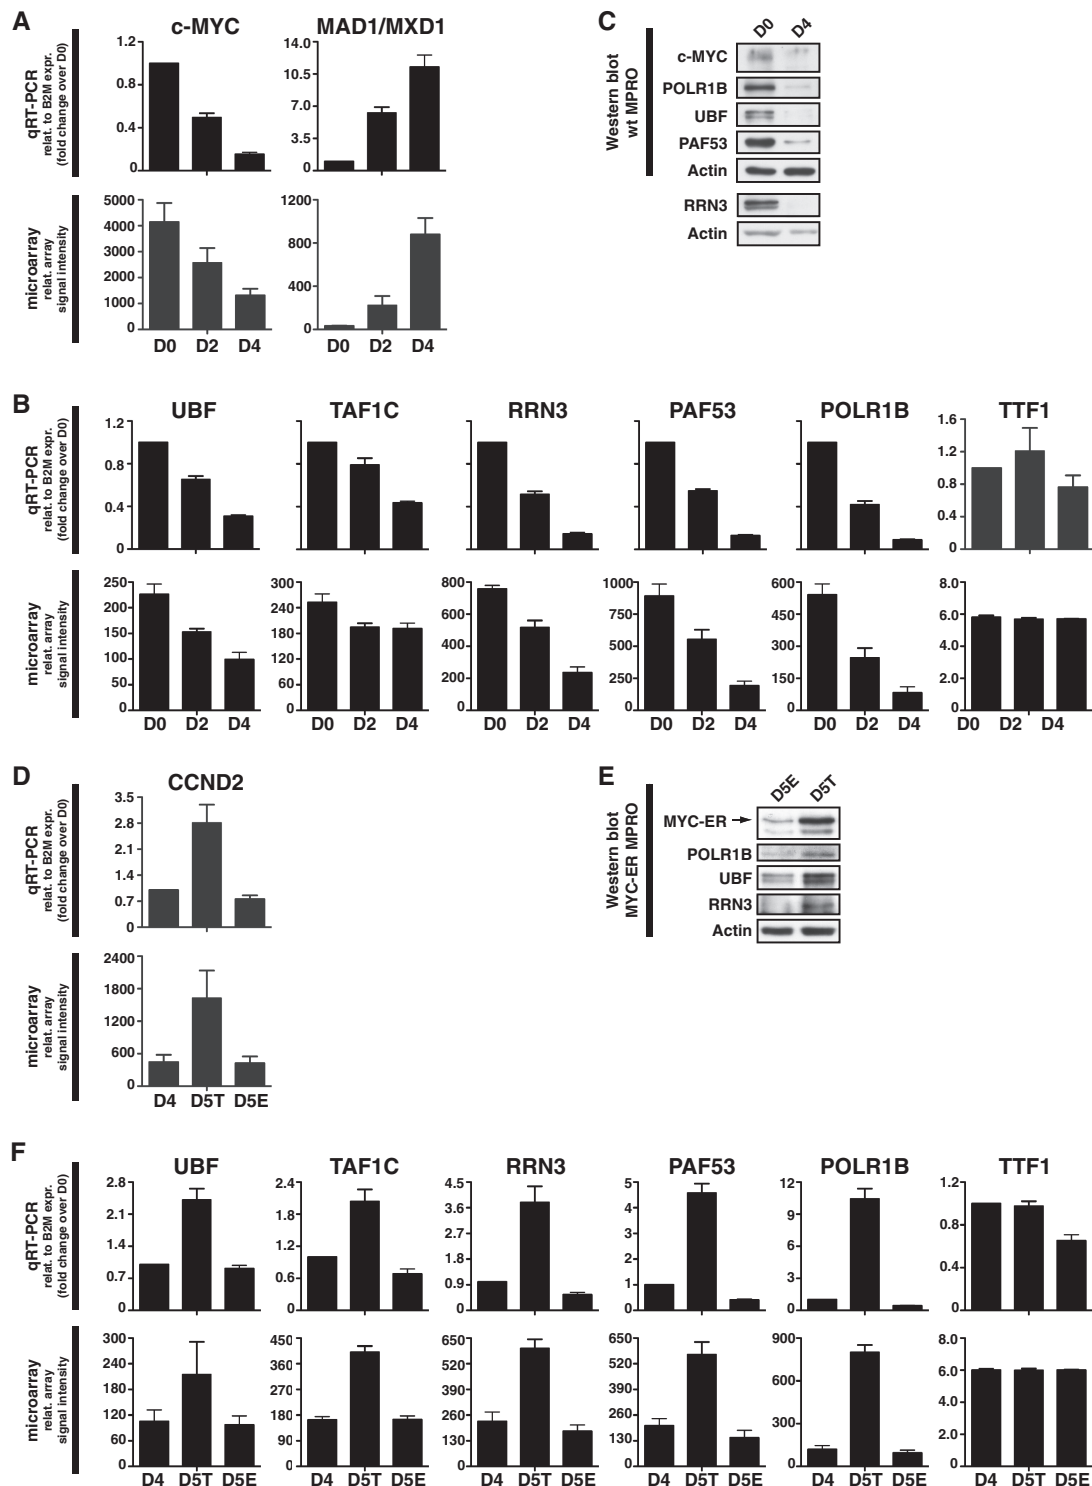 A
c-MYC
MAD1/MXD1
qRT-PCR
relat. to B2M expr.
(fold change over D0)
1.2
0.8
0.4
0
14.0
10.5
7.0
3.5
0
microarray
relat. array
signal intensity
5000
4000
3000
2000
1000
0
1200
800
400
0
D0 D2 D4
D0 D2 D4
C
D0 D4
Western blot
wt MPRO
c-MYC
POLR1B
UBF
PAF53
Actin
RRN3
Actin
B
UBF
TAF1C
RRN3
PAF53
POLR1B
TTF1
qRT-PCR
relat. to B2M expr.
(fold change over D0)
1.2
0.8
0.4
0
1.6
1.2
0.8
0.4
0
microarray
relat. array
signal intensity
250
200
150
100
50
0
300
240
180
120
60
0
800
600
400
200
0
1000
750
500
250
0
600
450
300
150
0
8.0
6.0
4.0
2.0
0
D0 D2 D4
D0 D2 D4
D0 D2 D4
D0 D2 D4
D0 D2 D4
D0 D2 D4
D
CCND2
qRT-PCR
relat. to B2M expr.
(fold change over D0)
3.5
2.8
2.1
1.4
0.7
0
microarray
relat. array
signal intensity
2400
1800
1200
600
0
D4 D5T D5E
E
D5E D5T
Western blot
MYC-ER MPRO
MYC-ER
POLR1B
UBF
RRN3
Actin
F
UBF
TAF1C
RRN3
PAF53
POLR1B
TTF1
qRT-PCR
relat. to B2M expr.
(fold change over D0)
2.8
2.1
1.4
0.7
0
2.4
1.8
1.2
0.6
0
4.5
3.6
2.7
1.8
0.9
0
5
4
3
2
1
0
12
9
6
3
0
1.2
0.8
0.4
0
microarray
relat. array
signal intensity
300
240
180
120
60
0
450
360
270
180
90
0
650
520
390
260
130
0
650
520
390
260
130
0
900
600
300
0
8.0
6.0
4.0
2.0
0
D4 D5T D5E
D4 D5T D5E
D4 D5T D5E
D4 D5T D5E
D4 D5T D5E
D4 D5T D5E